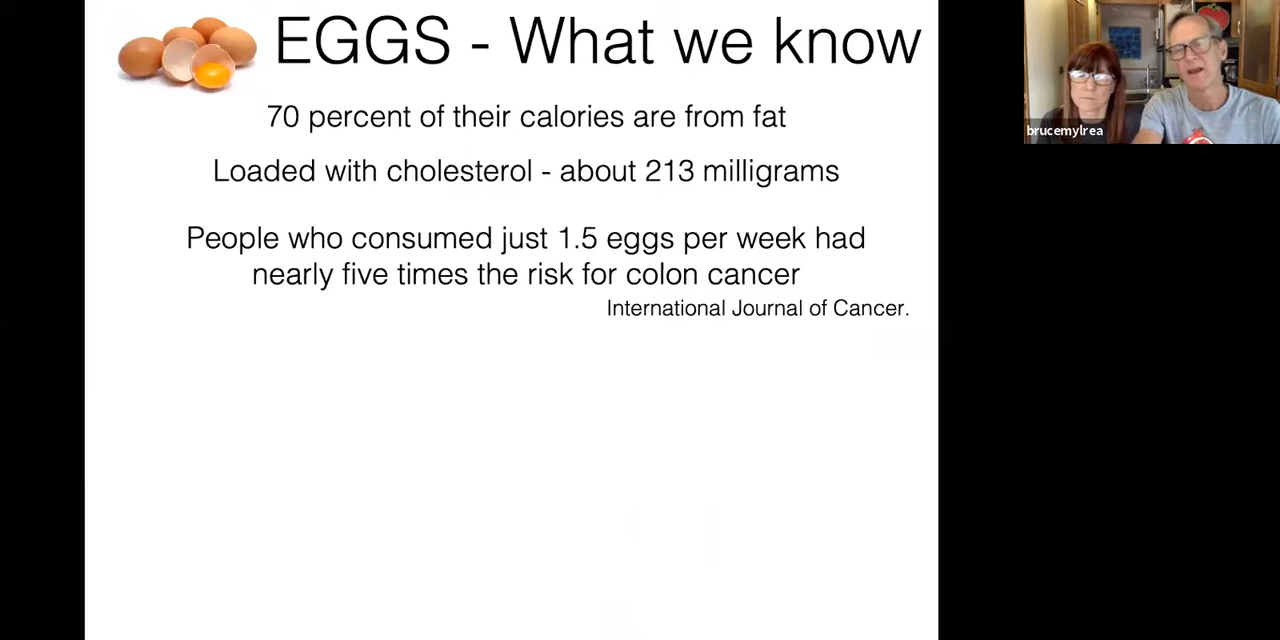 EGGS - What we know
70 percent of their calories are from fat
Loaded with cholesterol - about 213 milligrams
People who consumed just 1.5 eggs per week had
nearly five times the risk for colon cancer
International Journal of Cancer.
brucemylrea